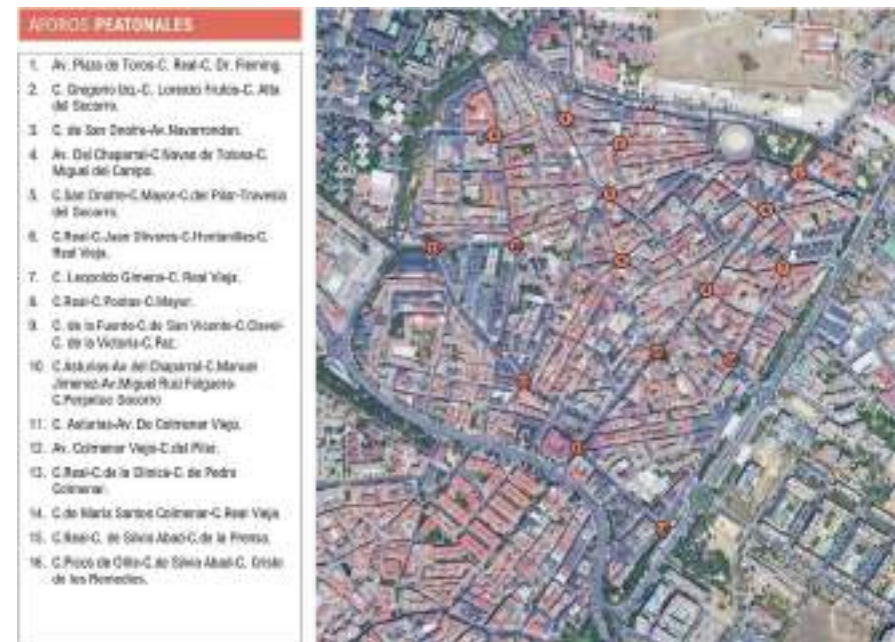 AFOROS PEATONALES
1. Av. Plaza de Toros-C. Real-C. Dr. Fleming.
2. C. Gregorio Izq.-C. Lorenzo Frutos-C. Alta
del Socorro.
3. C. de San Onofre-Av. Navarrondan.
4. Av. Del Chaparral-C Navas de Tolosa-C.
Miguel del Campo.
5. C.San Onofre-C.Mayor-C.del Pilar-Travesia
del Socorro.
6. C.Real-C.Juan Olivares-C.Hontanillas-C.
Real Vieja.
7. C. Leopoldo Gimeno-C. Real Vieja.
8. C.Real-C.Postas-C.Mayor.
9. C. de la Fuente-C.de San Vicente-C.Clavel-
C. de la Victoria-C.Paz.
10. C.Asturias-Av del Chaparral-C.Manuel
Jimenez-Av.Miguel Ruiz Felguera-
C.Perpetuo Socorro
11. C. Asturias-Av. De Colmenar Viejo.
12. Av. Colmenar Viejo-C.del Pilar.
13. C.Real-C.de la Clinica-C. de Pedro
Colmenar.
14. C.de María Santos Colmenar-C.Real Vieja
15. C.Real-C. de Silvio Abad-C.de la Prensa.
16. C.Picos de Olite-C.de Silvio Abad-C. Cristo
de los Remedios.